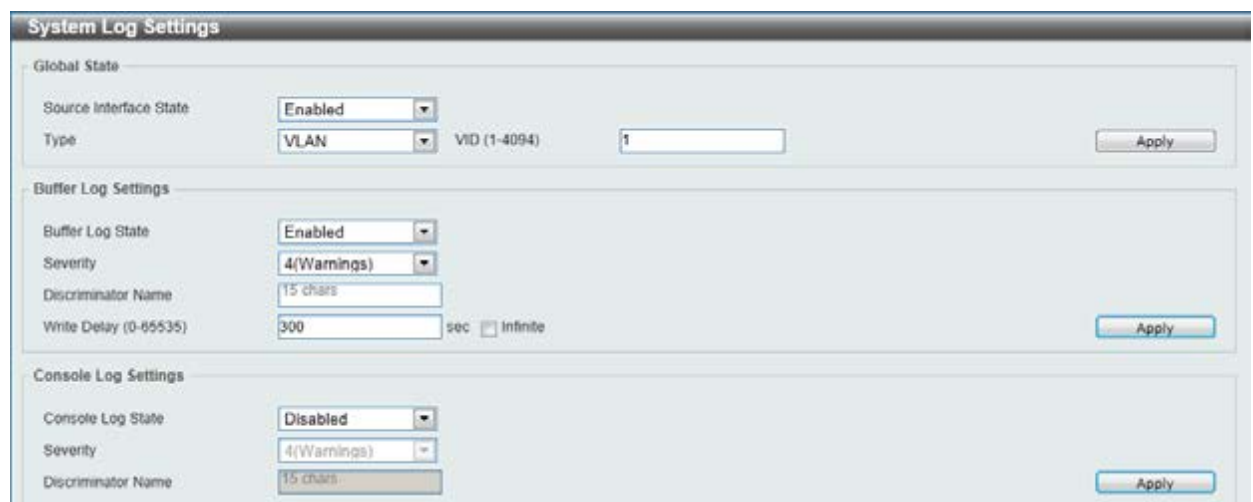 System Log Settings
Global State
Source Interface State Enabled
Type VLAN VID (1-4094) 1 Apply
Buffer Log Settings
Buffer Log State Enabled
Severity 4(Warnings)
Discriminator Name 15 chars
Write Delay (0-65535) 300 sec Infinite Apply
Console Log Settings
Console Log State Disabled
Severity 4(Warnings)
Discriminator Name 15 chars Apply